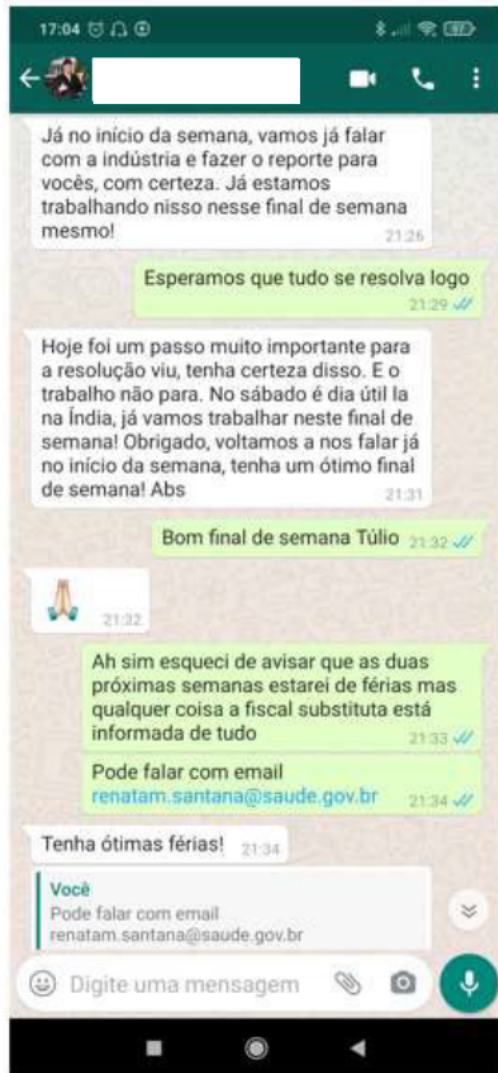 17:04
Já no início da semana, vamos já falar
com a indústria e fazer o reporte para
vocês, com certeza. Já estamos
trabalhando nisso nesse final de semana
mesmo!
21:26
Esperamos que tudo se resolva logo
21:29
Hoje foi um passo muito importante para
a resolução viu, tenha certeza disso. E o
trabalho não para. No sábado é dia útil la
na Índia, já vamos trabalhar neste final de
semana! Obrigado, voltamos a nos falar já
no início da semana, tenha um ótimo final
de semana! Abs
21:31
Bom final de semana Túlio 21:32
21:32
Ah sim esqueci de avisar que as duas
próximas semanas estarei de férias mas
qualquer coisa a fiscal substituta está
informada de tudo
21:33
Pode falar com email
renatam.santana@saude.gov.br 21:34
Tenha ótimas férias! 21:34
Você
Pode falar com email
renatam.santana@saude.gov.br
Digite uma mensagem